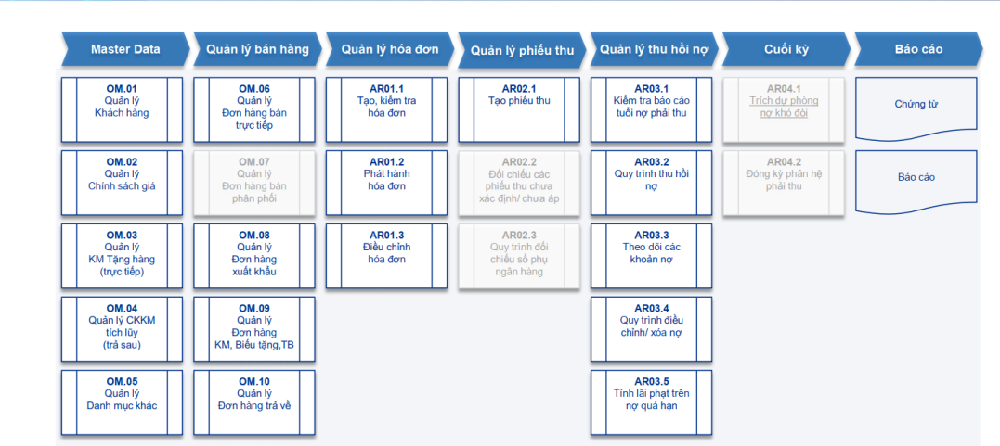 Master Data
Quản lý bán hàng
Quản lý hóa đơn
Quản lý phiếu thu
Quản lý thu hồi nợ
Cuối kỳ
Báo cáo
OM.01
Quản lý
Khách hàng
OM.02
Quản lý
Chính sách giá
OM.03
Quản lý
KM Tặng hàng
(trực tiếp)
OM.04
Quản lý CKKM
tích lũy
(trả sau)
OM.05
Quản lý
Danh mục khác
OM.06
Quản lý
Đơn hàng bán
trực tiếp
OM.07
Quản lý
Đơn hàng bán
phân phối
OM.08
Quản lý
Đơn hàng
xuất khẩu
OM.09
Quản lý
Đơn hàng
KM, Biếu tặng,TB
OM.10
Quản lý
Đơn hàng trả về
AR01.1
Tạo, kiểm tra
hóa đơn
AR01.2
Phát hành
hóa đơn
AR01.3
Điều chỉnh
hóa đơn
AR02.1
Tạo phiếu thu
AR02.2
Đối chiếu các
phiếu thu chưa
xác định/ chưa áp
AR02.3
Quy trình đối
chiếu sổ phụ
ngân hàng
AR03.1
Kiểm tra báo cáo
tuổi nợ phải thu
AR03.2
Quy trình thu hồi
nợ
AR03.3
Theo dõi các
khoản nợ
AR03.4
Quy trình điều
chỉnh/ xóa nợ
AR03.5
Tính lãi phạt trên
nợ quá hạn
AR04.1
Trích dự phòng
nợ khó đòi
AR04.2
Đóng kỳ phân hệ
phải thu
Chứng từ
Báo cáo